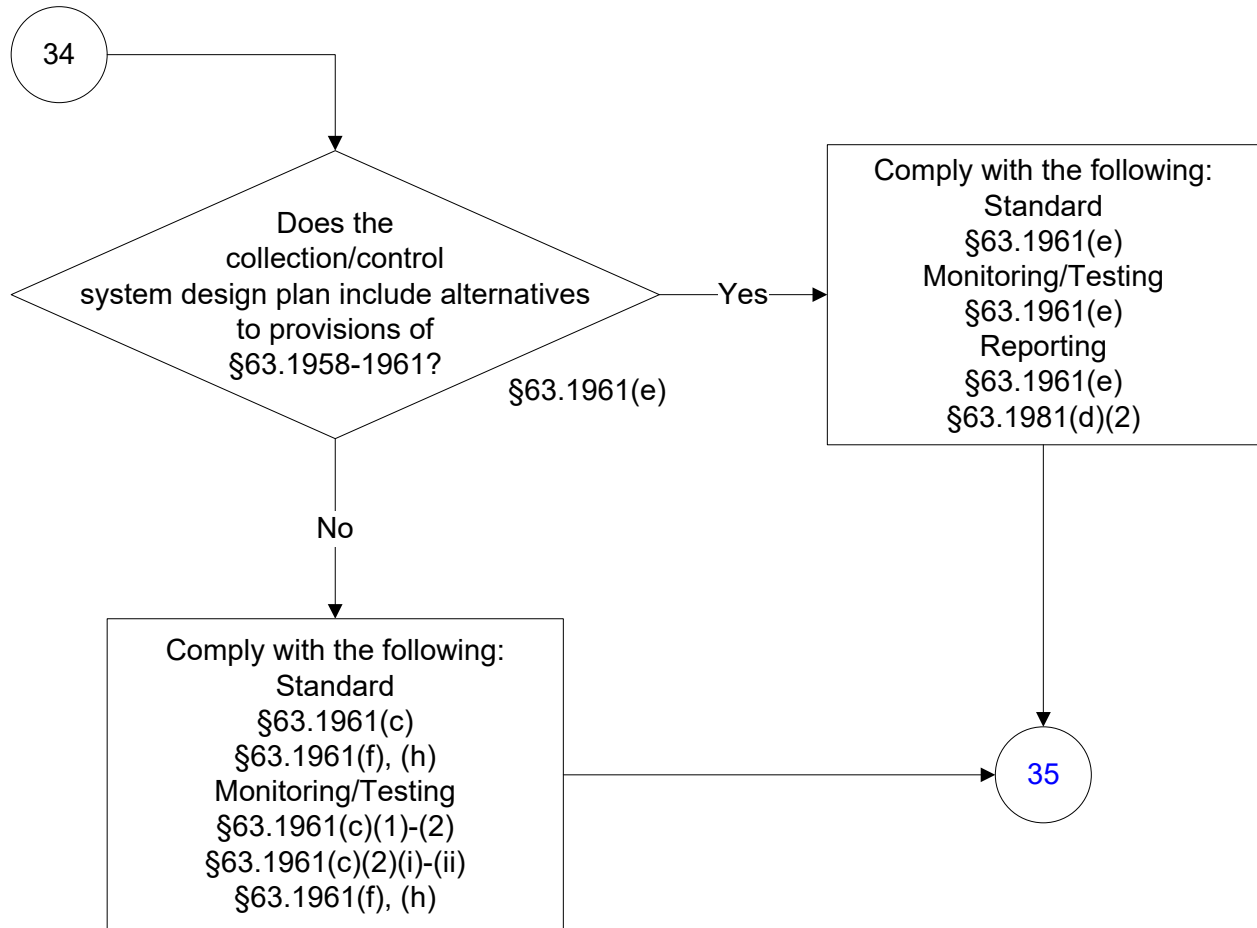 34
Does the
collection/control
system design plan include alternatives
to provisions of
§63.1958-1961?
§63.1961(e)
Yes
Comply with the following:
Standard
§63.1961(e)
Monitoring/Testing
§63.1961(e)
Reporting
§63.1961(e)
§63.1981(d)(2)
No
Comply with the following:
Standard
§63.1961(c)
§63.1961(f), (h)
Monitoring/Testing
§63.1961(c)(1)-(2)
§63.1961(c)(2)(i)-(ii)
§63.1961(f), (h)
35